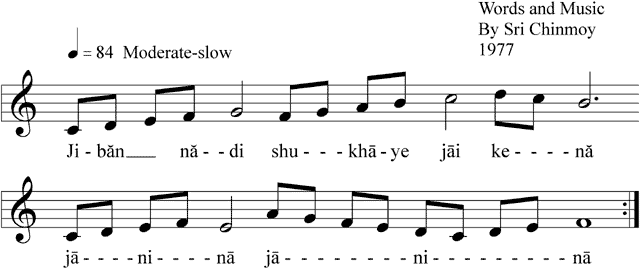 Words and Music
By Sri Chinmoy
1977
= 84 Moderate-slow
Ji - băn___ nă - - di shu - - - khā - ye jāi ke - - - - nă
jā - - - - ni - nā jā - - - - - - - - - - ni - - - - - - - - nā